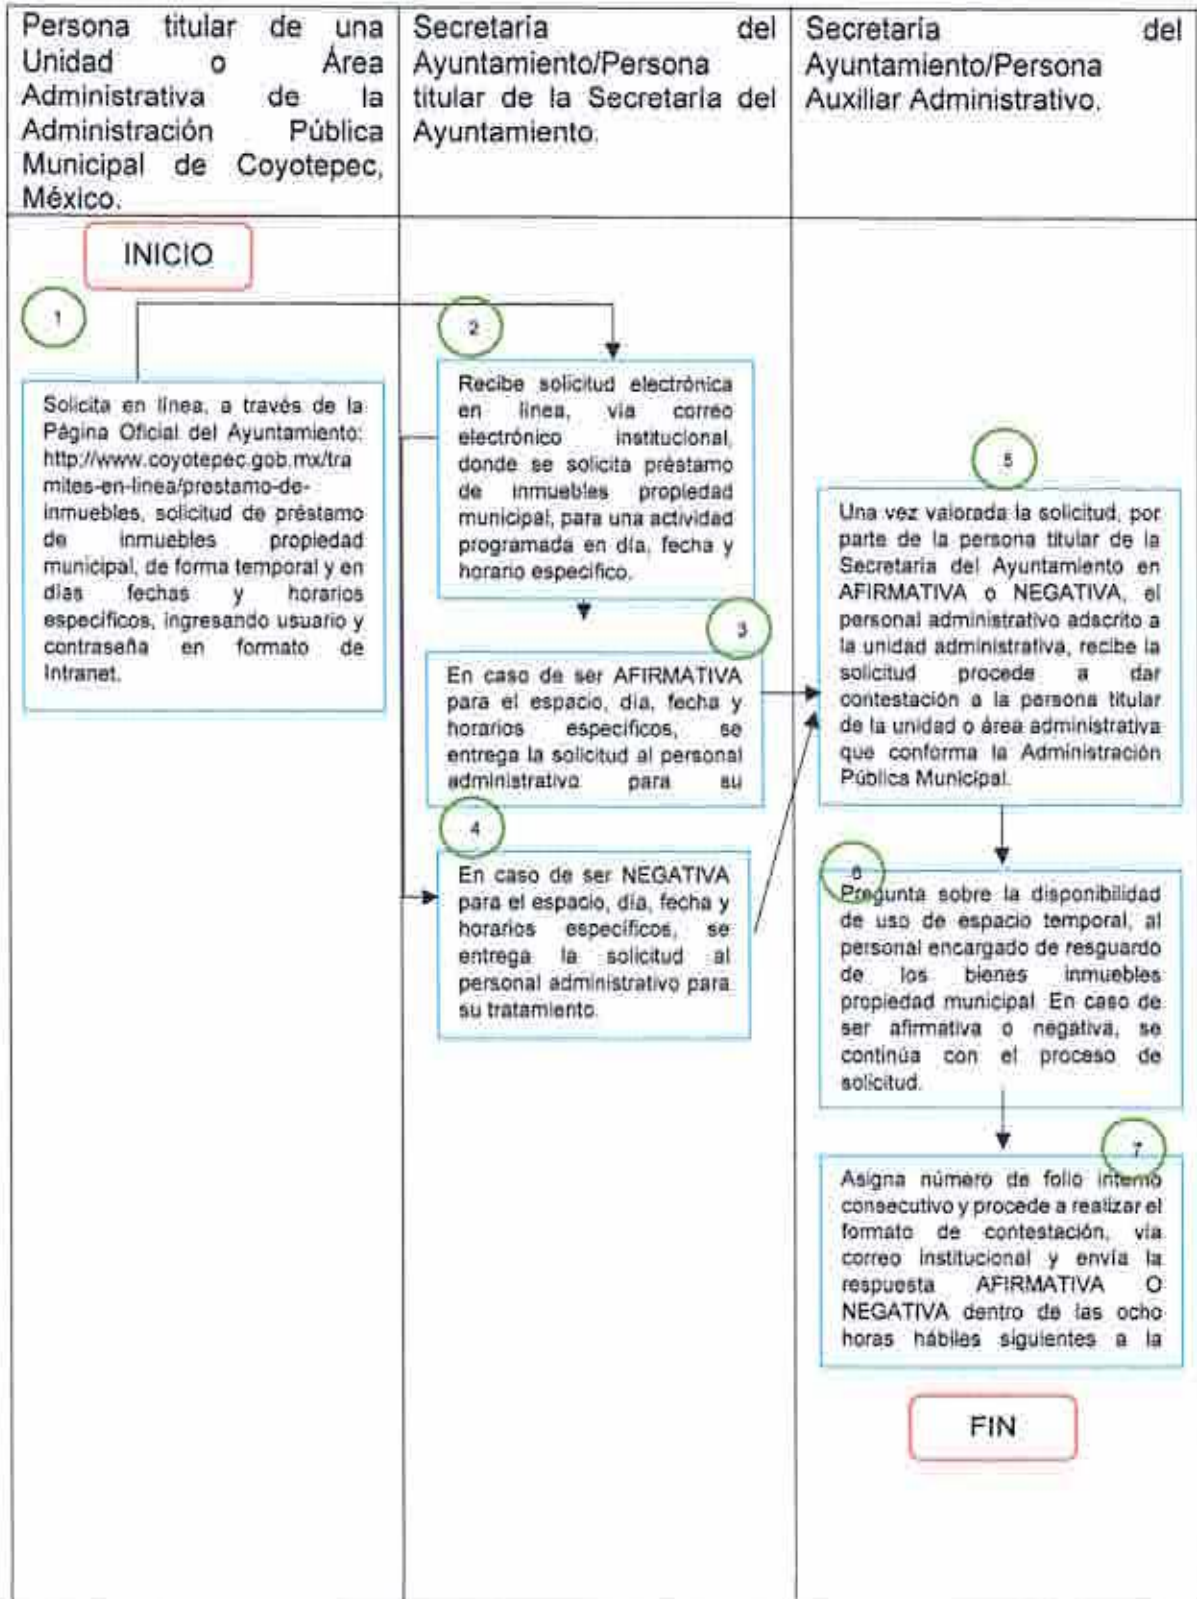 Persona titular de una
Unidad o Área
Administrativa de la
Administración Pública
Municipal de Coyotepec,
México.
Secretaría del
Ayuntamiento/Persona
titular de la Secretaría del
Ayuntamiento.
Secretaría del
Ayuntamiento/Persona
Auxiliar Administrativo.
INICIO
1
Solicita en línea, a través de la
Página Oficial del Ayuntamiento:
http://www.coyotepec.gob.mx/tra
mites-en-linea/prestamo-de-
inmuebles, solicitud de préstamo
de inmuebles propiedad
municipal, de forma temporal y en
días fechas y horarios
específicos, ingresando usuario y
contraseña en formato de
Intranet.
2
Recibe solicitud electrónica
en línea, vía correo
electrónico institucional,
donde se solicita préstamo
de inmuebles propiedad
municipal, para una actividad
programada en día, fecha y
horario específico.
3
En caso de ser AFIRMATIVA
para el espacio, día, fecha y
horarios específicos, se
entrega la solicitud al personal
administrativo para su
4
En caso de ser NEGATIVA
para el espacio, día, fecha y
horarios específicos, se
entrega la solicitud al
personal administrativo para
su tratamiento.
5
Una vez valorada la solicitud, por
parte de la persona titular de la
Secretaría del Ayuntamiento en
AFIRMATIVA o NEGATIVA, el
personal administrativo adscrito a
la unidad administrativa, recibe la
solicitud procede a dar
contestación a la persona titular
de la unidad o área administrativa
que conforma la Administración
Pública Municipal.
6
Pregunta sobre la disponibilidad
de uso de espacio temporal, al
personal encargado de resguardo
de los bienes inmuebles
propiedad municipal. En caso de
ser afirmativa o negativa, se
continúa con el proceso de
solicitud.
7
Asigna número de folio interno
consecutivo y procede a realizar el
formato de contestación, vía
correo institucional y envía la
respuesta AFIRMATIVA O
NEGATIVA dentro de las ocho
horas hábiles siguientes a la
FIN